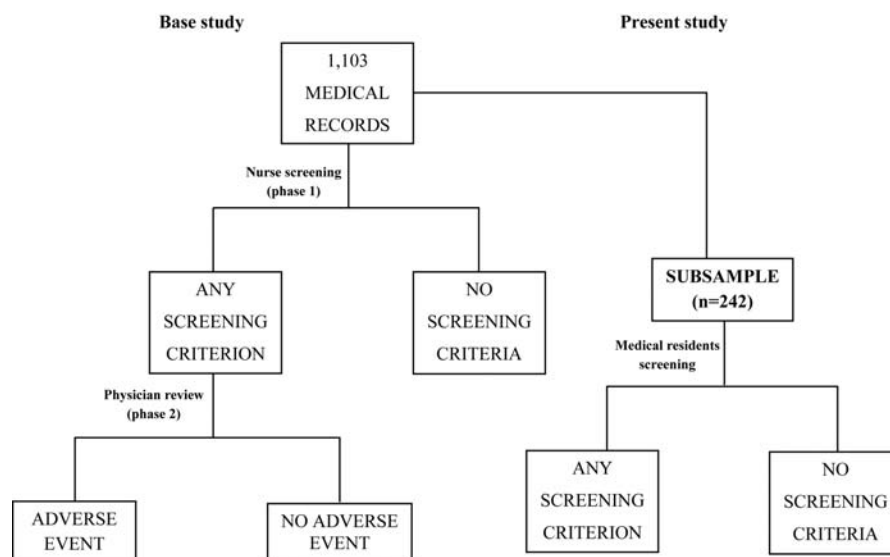 Base study
Present study
1,103
MEDICAL
RECORDS
Nurse screening
(phase 1)
ANY
SCREENING
CRITERION
NO
SCREENING
CRITERIA
SUBSAMPLE
(n=242)
Medical residents
screening
Physician review
(phase 2)
ADVERSE
EVENT
NO ADVERSE
EVENT
ANY
SCREENING
CRITERION
NO
SCREENING
CRITERIA